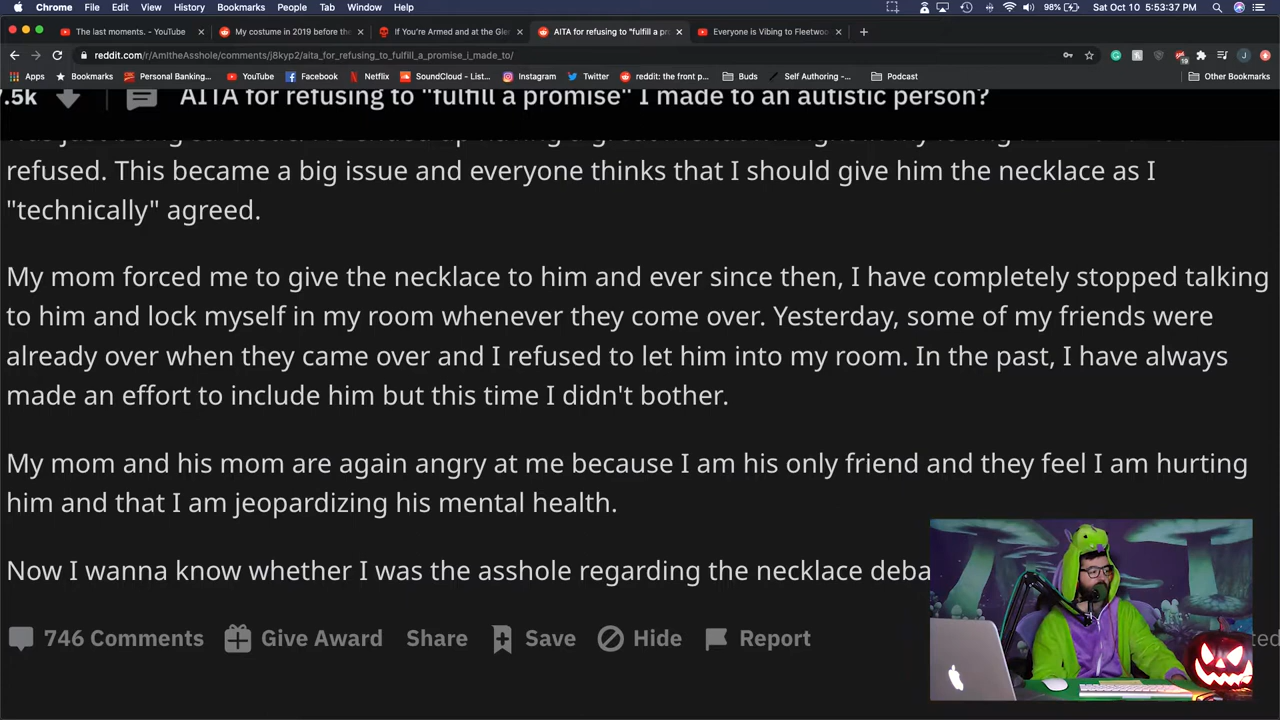 Chrome File Edit View History Bookmarks People Tab Window Help 98% Sat Oct 10 5:53:37 PM
The last moments. - YouTube × My costume in 2019 before the × If You're Armed and at the Glen × AITA for refusing to "fulfill a pro × Everyone is Vibing to Fleetwoo × +
reddit.com/r/AmItheAsshole/comments/j8kyp2/aita_for_refusing_to_fulfill_a_promise_i_made_to/
Apps Bookmarks Personal Banking... YouTube Facebook Netflix SoundCloud - List... Instagram Twitter reddit: the front p... Buds Self Authoring -... Podcast Other Bookmarks
7.5k AITA for refusing to "fulfill a promise" I made to an autistic person?
refused. This became a big issue and everyone thinks that I should give him the necklace as I
"technically" agreed.
My mom forced me to give the necklace to him and ever since then, I have completely stopped talking
to him and lock myself in my room whenever they come over. Yesterday, some of my friends were
already over when they came over and I refused to let him into my room. In the past, I have always
made an effort to include him but this time I didn't bother.
My mom and his mom are again angry at me because I am his only friend and they feel I am hurting
him and that I am jeopardizing his mental health.
Now I wanna know whether I was the asshole regarding the necklace deba
746 Comments Give Award Share Save Hide Report